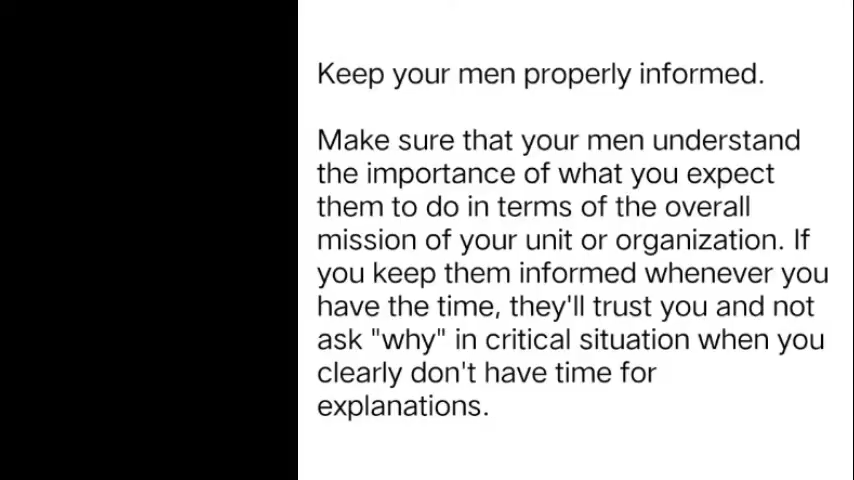 Keep your men properly informed.
Make sure that your men understand
the importance of what you expect
them to do in terms of the overall
mission of your unit or organization. If
you keep them informed whenever you
have the time, they'll trust you and not
ask "why" in critical situation when you
clearly don't have time for
explanations.